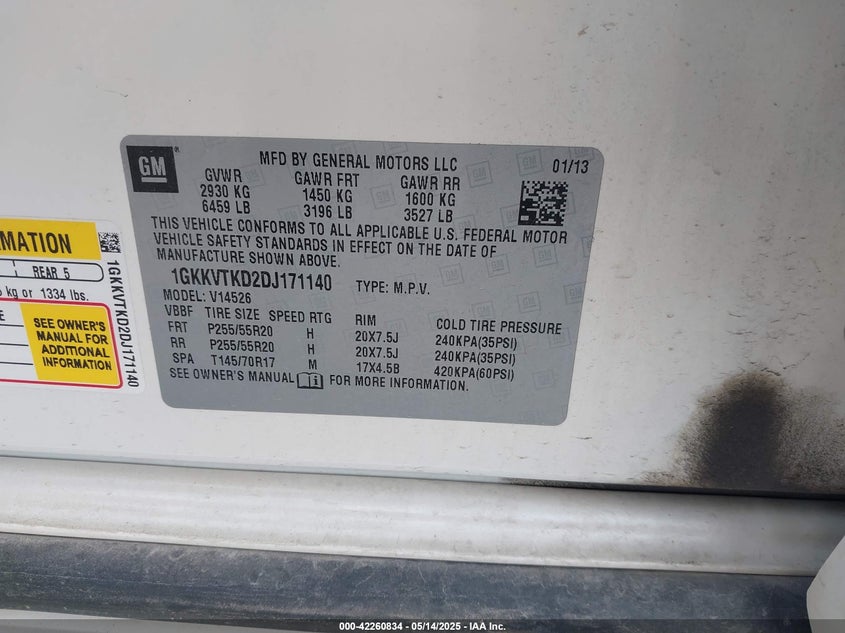 GM
MFD BY GENERAL MOTORS LLC 01/13
GVWR GAWR FRT GAWR RR
2930 KG 1450 KG 1600 KG
6459 LB 3196 LB 3527 LB
THIS VEHICLE CONFORMS TO ALL APPLICABLE U.S. FEDERAL MOTOR
VEHICLE SAFETY STANDARDS IN EFFECT ON THE DATE OF
MANUFACTURE SHOWN ABOVE.
1GKKVTKD2DJ171140 TYPE: M.P.V.
MODEL: V14526
VBBF TIRE SIZE SPEED RTG RIM COLD TIRE PRESSURE
FRT P255/55R20 H 20X7.5J 240KPA(35PSI)
RR P255/55R20 H 20X7.5J 240KPA(35PSI)
SPA T145/70R17 M 17X4.5B 420KPA(60PSI)
SEE OWNER'S MANUAL FOR MORE INFORMATION.
REAR 5
kg or 1334 lbs.
SEE OWNER'S
MANUAL FOR
ADDITIONAL
INFORMATION
1GKKVTKD2DJ171140
000-42260834 - 05/14/2025 - IAA Inc.